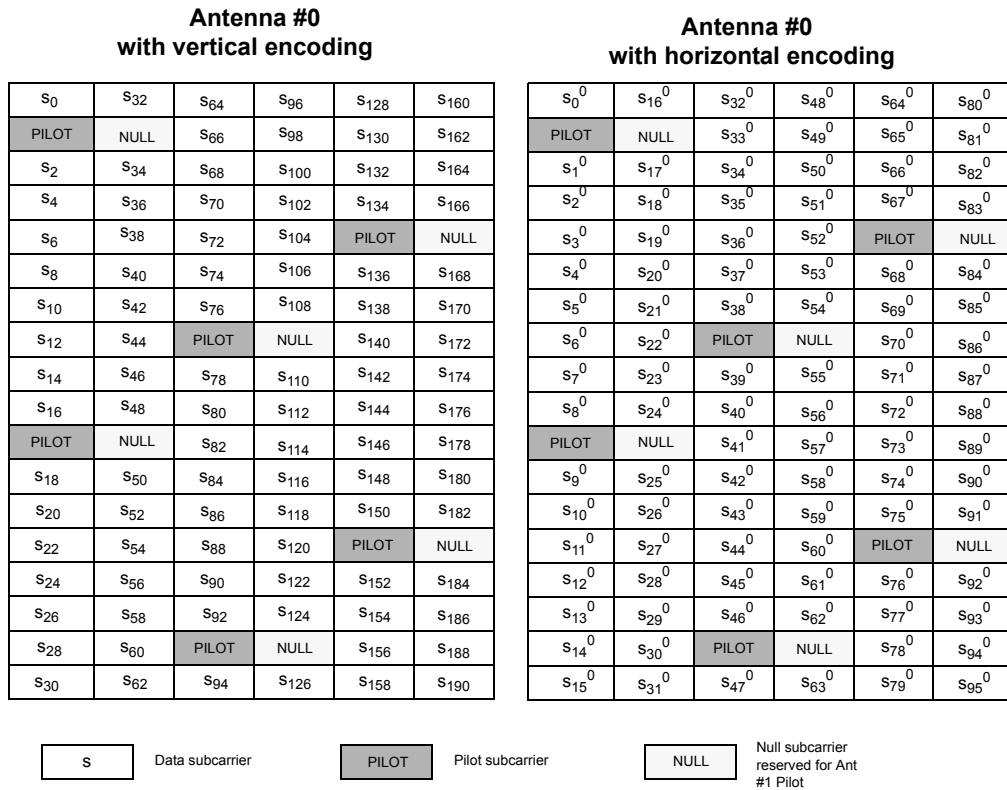 Antenna #0
with vertical encoding
Antenna #0
with horizontal encoding
s0 s32 s64 s96 s128 s160
PILOT NULL s66 s98 s130 s162
s2 s34 s68 s100 s132 s164
s4 s36 s70 s102 s134 s166
s6 s38 s72 s104 PILOT NULL
s8 s40 s74 s106 s136 s168
s10 s42 s76 s108 s138 s170
s12 s44 PILOT NULL s140 s172
s14 s46 s78 s110 s142 s174
s16 s48 s80 s112 s144 s176
PILOT NULL s82 s114 s146 s178
s18 s50 s84 s116 s148 s180
s20 s52 s86 s118 s150 s182
s22 s54 s88 s120 PILOT NULL
s24 s56 s90 s122 s152 s184
s26 s58 s92 s124 s154 s186
s28 s60 PILOT NULL s156 s188
s30 s62 s94 s126 s158 s190
s0^0 s16^0 s32^0 s48^0 s64^0 s80^0
PILOT NULL s33^0 s49^0 s65^0 s81^0
s1^0 s17^0 s34^0 s50^0 s66^0 s82^0
s2^0 s18^0 s35^0 s51^0 s67^0 s83^0
s3^0 s19^0 s36^0 s52^0 PILOT NULL
s4^0 s20^0 s37^0 s53^0 s68^0 s84^0
s5^0 s21^0 s38^0 s54^0 s69^0 s85^0
s6^0 s22^0 PILOT NULL s70^0 s86^0
s7^0 s23^0 s39^0 s55^0 s71^0 s87^0
s8^0 s24^0 s40^0 s56^0 s72^0 s88^0
PILOT NULL s41^0 s57^0 s73^0 s89^0
s9^0 s25^0 s42^0 s58^0 s74^0 s90^0
s10^0 s26^0 s43^0 s59^0 s75^0 s91^0
s11^0 s27^0 s44^0 s60^0 PILOT NULL
s12^0 s28^0 s45^0 s61^0 s76^0 s92^0
s13^0 s29^0 s46^0 s62^0 s77^0 s93^0
s14^0 s30^0 PILOT NULL s78^0 s94^0
s15^0 s31^0 s47^0 s63^0 s79^0 s95^0
s Data subcarrier
PILOT Pilot subcarrier
NULL Null subcarrier
reserved for Ant
#1 Pilot